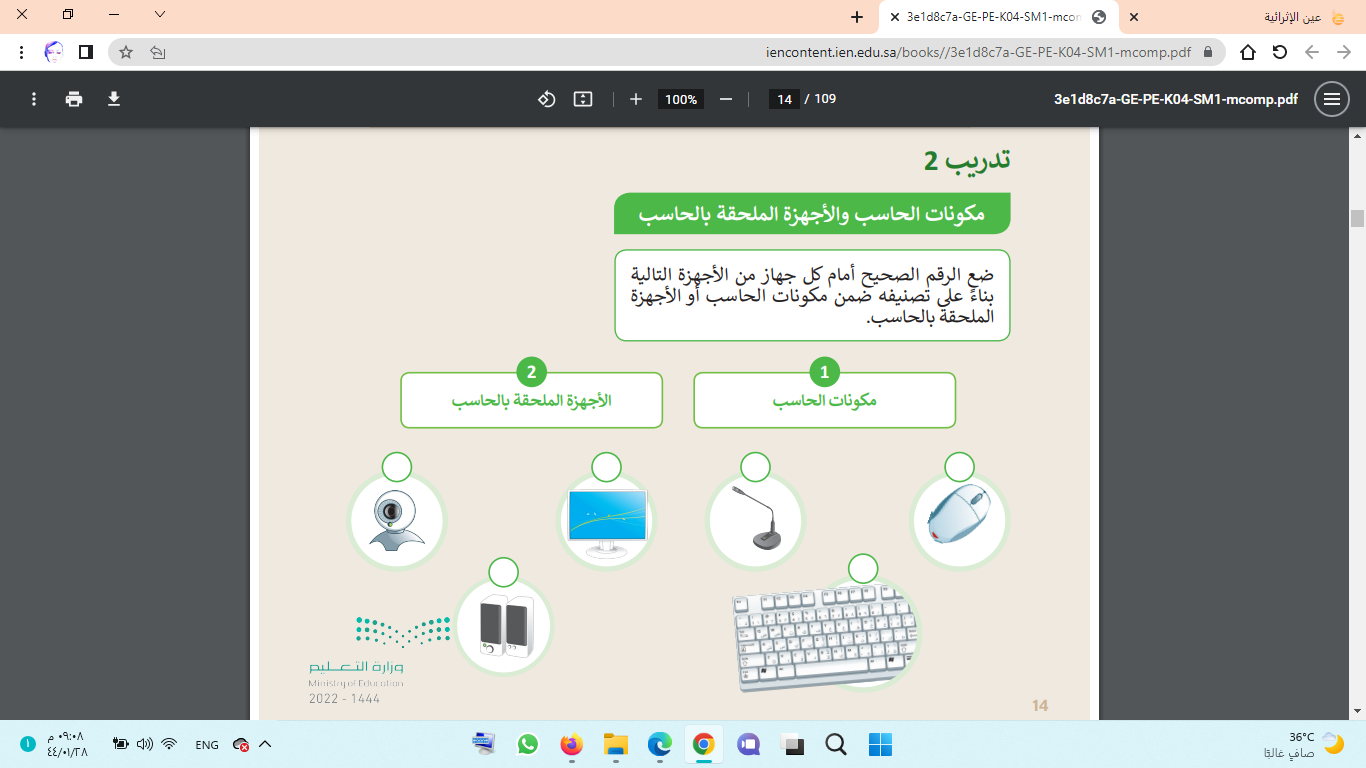 عين الإثرائية
3e1d8c7a-GE-PE-K04-SM1-mcom
iencontent.ien.edu.sa/books//3e1d8c7a-GE-PE-K04-SM1-mcomp.pdf
3e1d8c7a-GE-PE-K04-SM1-mcomp.pdf
14 / 109
100%
تدريب 2
مكونات الحاسب والأجهزة الملحقة بالحاسب
ضع الرقم الصحيح أمام كل جهاز من الأجهزة التالية
بناءً على تصنيفه ضمن مكونات الحاسب أو الأجهزة
الملحقة بالحاسب.
1
مكونات الحاسب
2
الأجهزة الملحقة بالحاسب
وزارة التعليم
Ministry of Education
2022 - 1444
14
36°C
صافٍ غالبًا
ENG
٠٩:٠٨ م
٤٤/٠١/٢٨
١